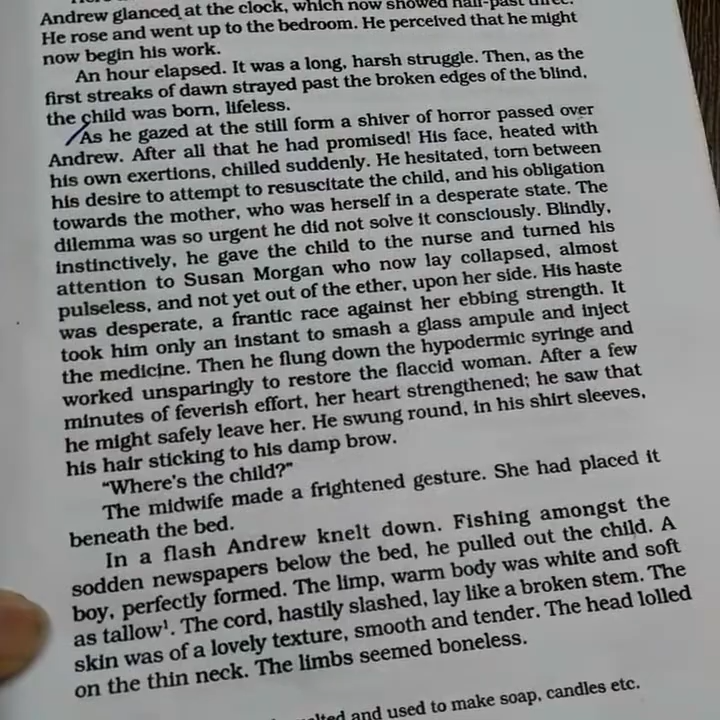 Andrew glanced at the clock, which now showed half-past three.
He rose and went up to the bedroom. He perceived that he might
now begin his work.
An hour elapsed. It was a long, harsh struggle. Then, as the
first streaks of dawn strayed past the broken edges of the blind,
the child was born, lifeless.
As he gazed at the still form a shiver of horror passed over
Andrew. After all that he had promised! His face, heated with
his own exertions, chilled suddenly. He hesitated, torn between
his desire to attempt to resuscitate the child, and his obligation
towards the mother, who was herself in a desperate state. The
dilemma was so urgent he did not solve it consciously. Blindly,
instinctively, he gave the child to the nurse and turned his
attention to Susan Morgan who now lay collapsed, almost
pulseless, and not yet out of the ether, upon her side. His haste
was desperate, a frantic race against her ebbing strength. It
took him only an instant to smash a glass ampule and inject
the medicine. Then he flung down the hypodermic syringe and
worked unsparingly to restore the flaccid woman. After a few
minutes of feverish effort, her heart strengthened; he saw that
he might safely leave her. He swung round, in his shirt sleeves,
his hair sticking to his damp brow.
“Where's the child?”
The midwife made a frightened gesture. She had placed it
beneath the bed.
In a flash Andrew knelt down. Fishing amongst the
sodden newspapers below the bed, he pulled out the child. A
boy, perfectly formed. The limp, warm body was white and soft
as tallow¹. The cord, hastily slashed, lay like a broken stem. The
skin was of a lovely texture, smooth and tender. The head lolled
on the thin neck. The limbs seemed boneless.
and used to make soap, candles etc.